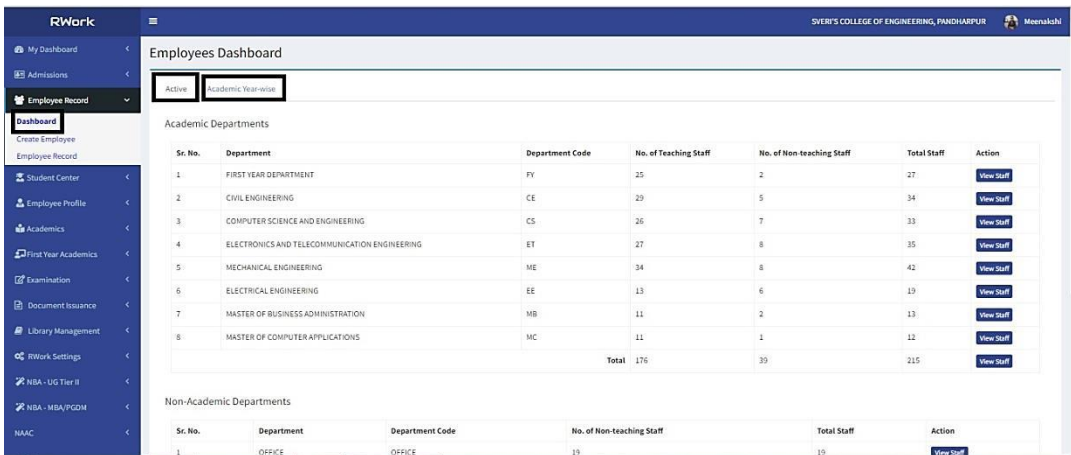 RWork
SVERI'S COLLEGE OF ENGINEERING, PANDHARPUR Meenakshi
My Dashboard
Admissions
Employee Record
Dashboard
Create Employee
Employee Record
Student Center
Employee Profile
Academics
First Year Academics
Examination
Document Issuance
Library Management
RWork Settings
NBA - UG Tier II
NBA - MBA/PGDM
NAAC
Employees Dashboard
Active Academic Year-wise
Academic Departments
Sr. No. Department Department Code No. of Teaching Staff No. of Non-teaching Staff Total Staff Action
1 FIRST YEAR DEPARTMENT FY 25 2 27 View Staff
2 CIVIL ENGINEERING CE 29 5 34 View Staff
3 COMPUTER SCIENCE AND ENGINEERING CS 26 7 33 View Staff
4 ELECTRONICS AND TELECOMMUNICATION ENGINEERING ET 27 8 35 View Staff
5 MECHANICAL ENGINEERING ME 34 8 42 View Staff
6 ELECTRICAL ENGINEERING EE 13 6 19 View Staff
7 MASTER OF BUSINESS ADMINISTRATION MB 11 2 13 View Staff
8 MASTER OF COMPUTER APPLICATIONS MC 11 1 12 View Staff
Total 176 39 215 View Staff
Non-Academic Departments
Sr. No. Department Department Code No. of Non-teaching Staff Total Staff Action
1 OFFICE OFFICE 19 19 View Staff